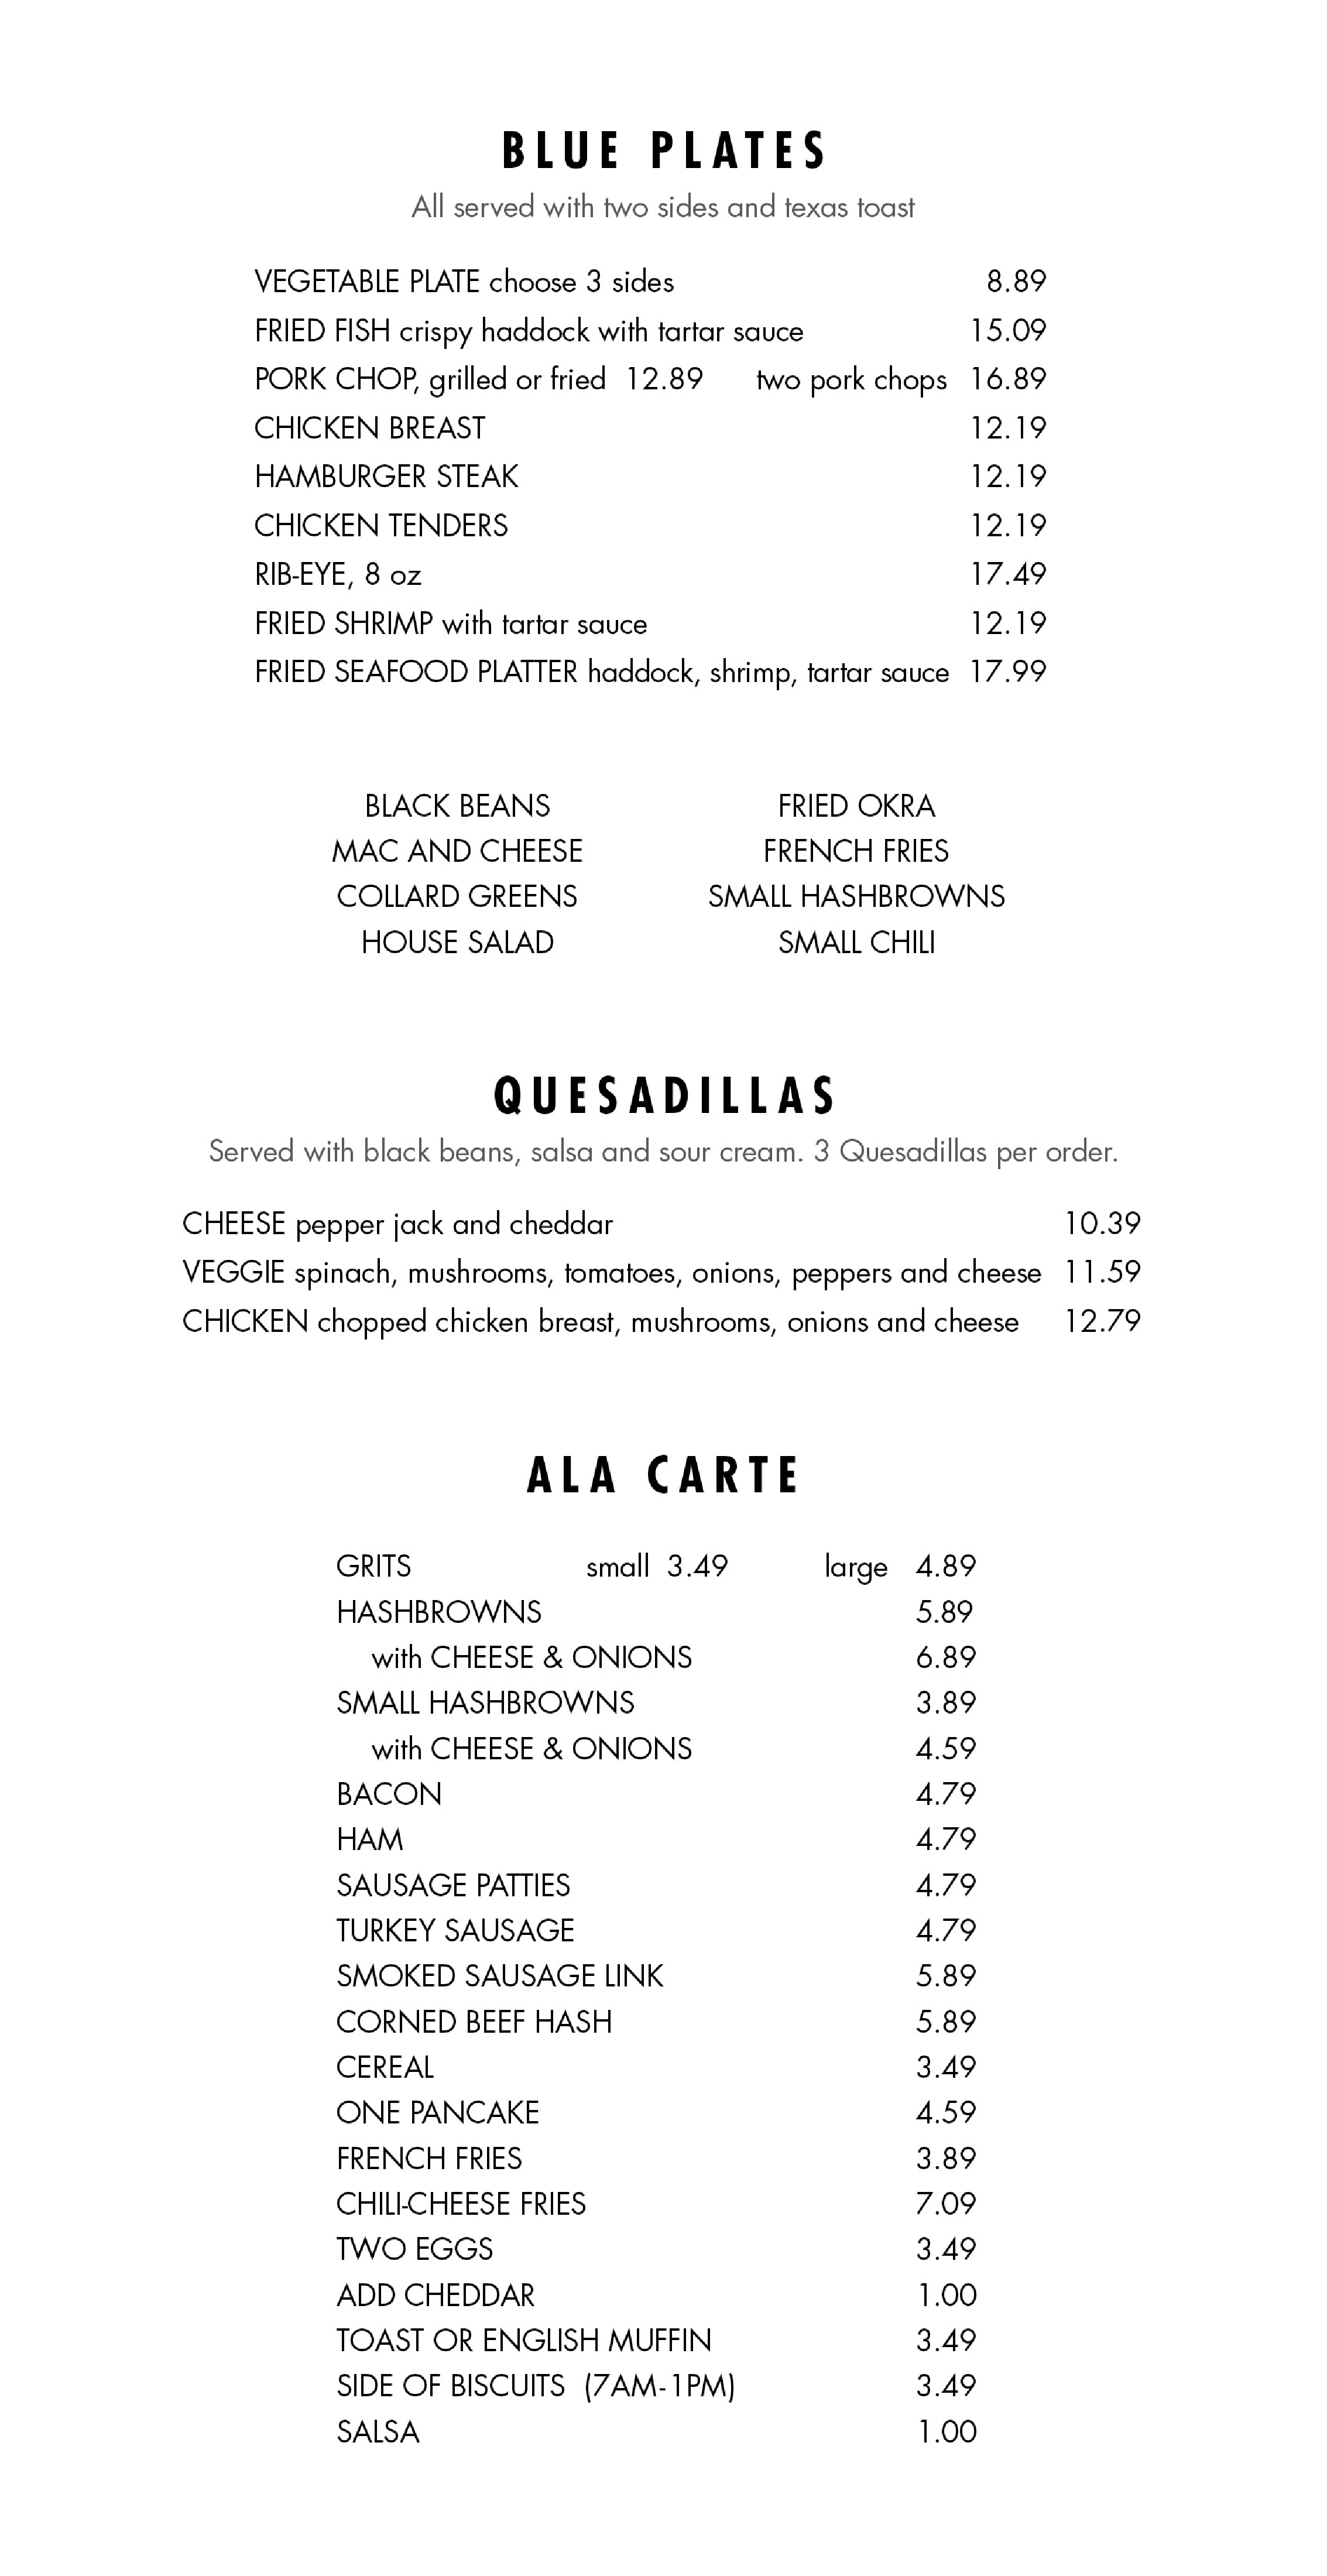 BLUE PLATES
All served with two sides and texas toast
VEGETABLE PLATE choose 3 sides 8.89
FRIED FISH crispy haddock with tartar sauce 15.09
PORK CHOP, grilled or fried 12.89 two pork chops 16.89
CHICKEN BREAST 12.19
HAMBURGER STEAK 12.19
CHICKEN TENDERS 12.19
RIB-EYE, 8 oz 17.49
FRIED SHRIMP with tartar sauce 12.19
FRIED SEAFOOD PLATTER haddock, shrimp, tartar sauce 17.99
BLACK BEANS FRIED OKRA
MAC AND CHEESE FRENCH FRIES
COLLARD GREENS SMALL HASHBROWNS
HOUSE SALAD SMALL CHILI
QUESADILLAS
Served with black beans, salsa and sour cream. 3 Quesadillas per order.
CHEESE pepper jack and cheddar 10.39
VEGGIE spinach, mushrooms, tomatoes, onions, peppers and cheese 11.59
CHICKEN chopped chicken breast, mushrooms, onions and cheese 12.79
ALA CARTE
GRITS small 3.49 large 4.89
HASHBROWNS 5.89
with CHEESE & ONIONS 6.89
SMALL HASHBROWNS 3.89
with CHEESE & ONIONS 4.59
BACON 4.79
HAM 4.79
SAUSAGE PATTIES 4.79
TURKEY SAUSAGE 4.79
SMOKED SAUSAGE LINK 5.89
CORNED BEEF HASH 5.89
CEREAL 3.49
ONE PANCAKE 4.59
FRENCH FRIES 3.89
CHILI-CHEESE FRIES 7.09
TWO EGGS 3.49
ADD CHEDDAR 1.00
TOAST OR ENGLISH MUFFIN 3.49
SIDE OF BISCUITS (7AM-1PM) 3.49
SALSA 1.00